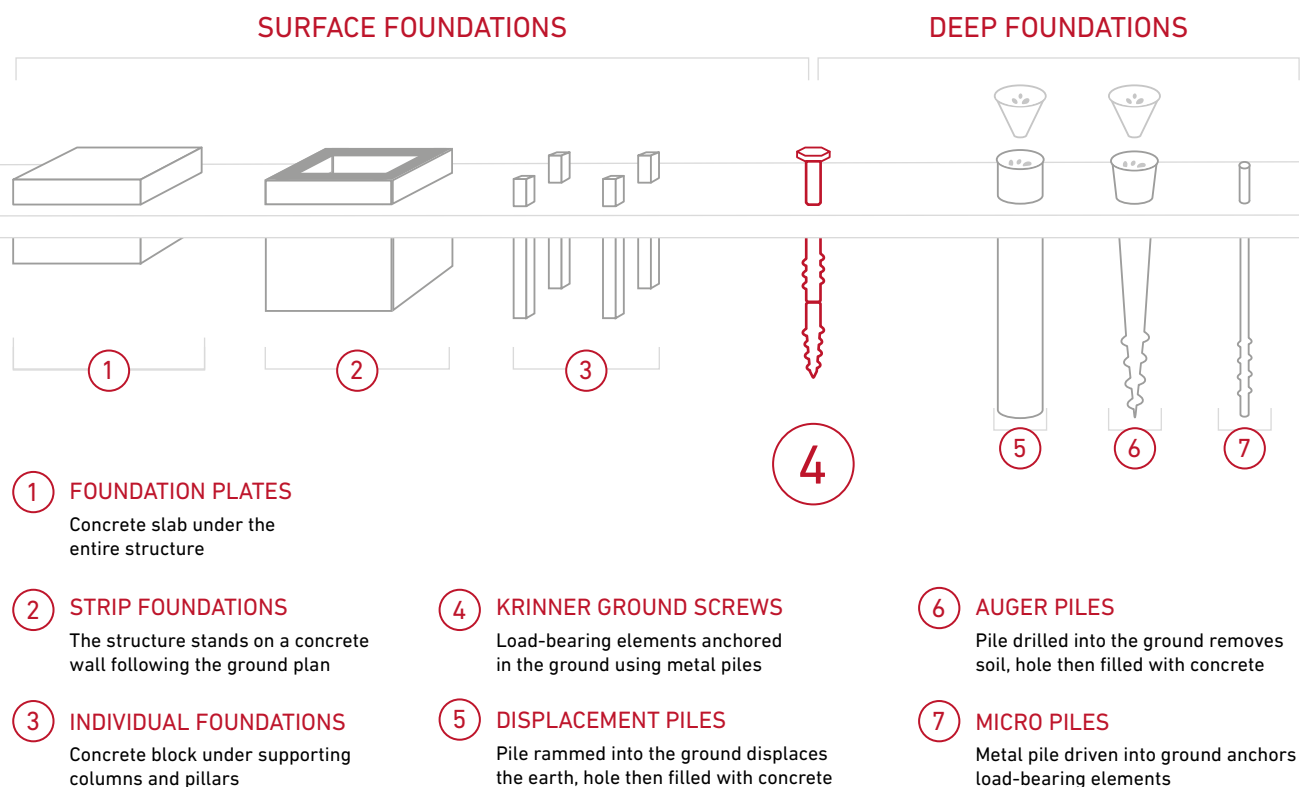 SURFACE FOUNDATIONS
DEEP FOUNDATIONS
1
2
3
4
5
6
7
1 FOUNDATION PLATES
Concrete slab under the
entire structure
2 STRIP FOUNDATIONS
The structure stands on a concrete
wall following the ground plan
3 INDIVIDUAL FOUNDATIONS
Concrete block under supporting
columns and pillars
4 KRINNER GROUND SCREWS
Load-bearing elements anchored
in the ground using metal piles
5 DISPLACEMENT PILES
Pile rammed into the ground displaces
the earth, hole then filled with concrete
6 AUGER PILES
Pile drilled into the ground removes
soil, hole then filled with concrete
7 MICRO PILES
Metal pile driven into ground anchors
load-bearing elements